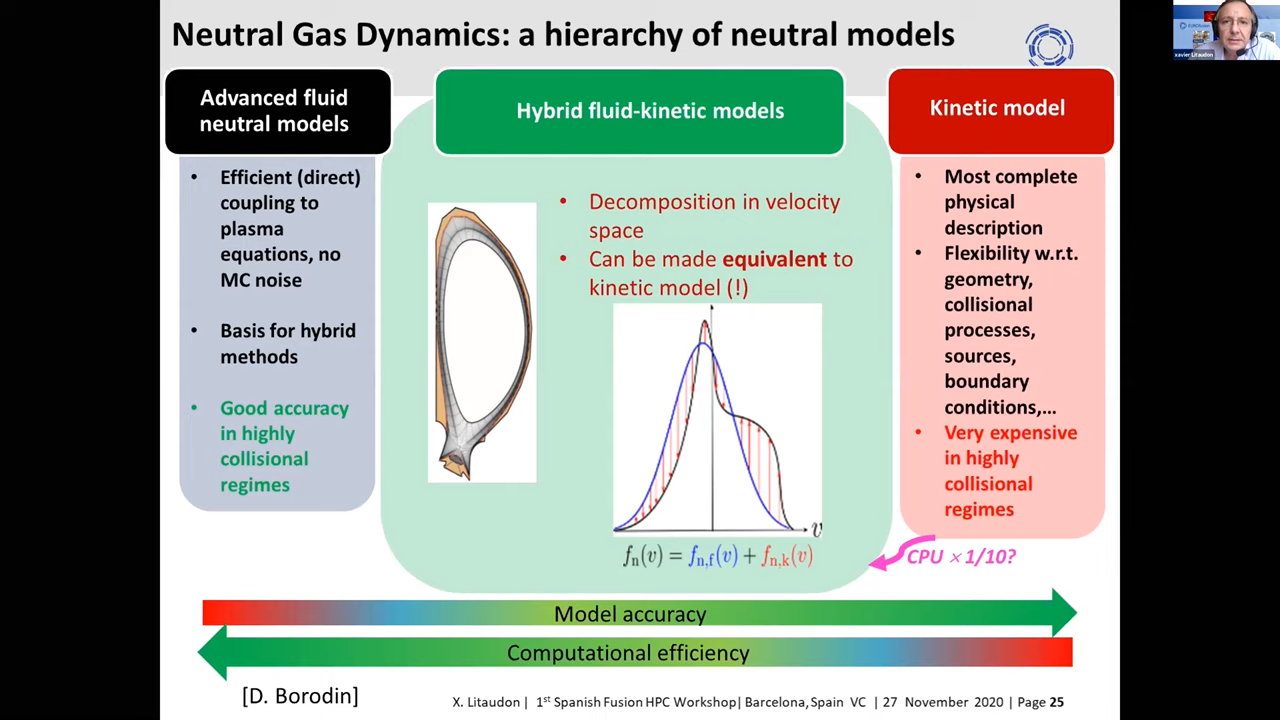 Neutral Gas Dynamics: a hierarchy of neutral models
xavier Litaudon
Advanced fluid
neutral models
• Efficient (direct)
coupling to
plasma
equations, no
MC noise
• Basis for hybrid
methods
• Good accuracy
in highly
collisional
regimes
Hybrid fluid-kinetic models
• Decomposition in velocity
space
• Can be made equivalent to
kinetic model (!)
v
fn(v) = fn,f(v) + fn,k(v)
Kinetic model
• Most complete
physical
description
• Flexibility w.r.t.
geometry,
collisional
processes,
sources,
boundary
conditions,...
• Very expensive
in highly
collisional
regimes
CPU × 1/10?
Model accuracy
Computational efficiency
[D. Borodin]
X. Litaudon | 1st Spanish Fusion HPC Workshop| Barcelona, Spain VC | 27 November 2020 | Page 25